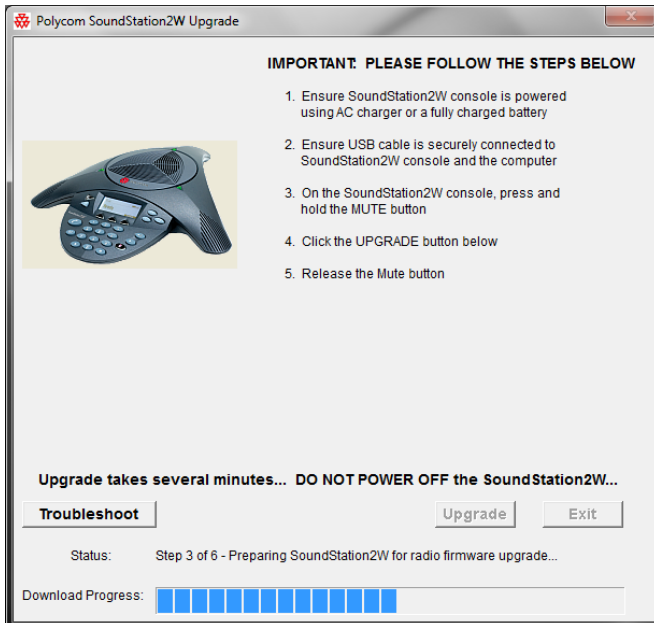 Polycom SoundStation2W Upgrade
IMPORTANT: PLEASE FOLLOW THE STEPS BELOW
1. Ensure SoundStation2W console is powered
using AC charger or a fully charged battery
2. Ensure USB cable is securely connected to
SoundStation2W console and the computer
3. On the SoundStation2W console, press and
hold the MUTE button
4. Click the UPGRADE button below
5. Release the Mute button
Upgrade takes several minutes... DO NOT POWER OFF the SoundStation2W...
Troubleshoot
Upgrade
Exit
Status: Step 3 of 6 - Preparing SoundStation2W for radio firmware upgrade...
Download Progress: